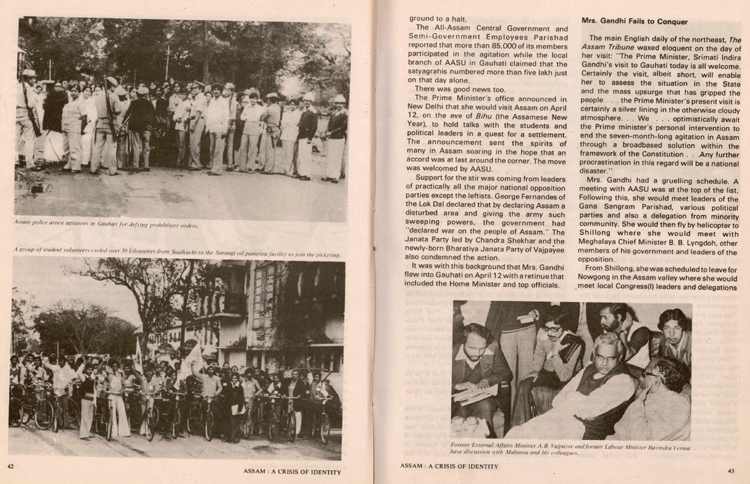 Assam police arrest agitators in Gauhati for defying prohibitory orders.
A group of student volunteers cycled over 30 kilometres from Sualkuchi to the Narangi oil pumping facility to join the picketing.
42
ASSAM : A CRISIS OF IDENTITY
ground to a halt.
The All-Assam Central Government and
Semi-Government Employees Parishad
reported that more than 85,000 of its members
participated in the agitation while the local
branch of AASU in Gauhati claimed that the
satyagrahis numbered more than five lakh just
on that day alone.
There was good news too.
The Prime Minister's office announced in
New Delhi that she would visit Assam on April
12, on the eve of Bihu (the Assamese New
Year), to hold talks with the students and
political leaders in a quest for a settlement.
The announcement sent the spirits of
many in Assam soaring in the hope that an
accord was at last around the corner. The move
was welcomed by AASU.
Support for the stir was coming from leaders
of practically all the major national opposition
parties except the leftists. George Fernandes of
the Lok Dal declared that by declaring Assam a
disturbed area and giving the army such
sweeping powers, the government had
"declared war on the people of Assam." The
Janata Party led by Chandra Shekhar and the
newly-born Bharatiya Janata Party of Vajpayee
also condemned the action.
It was with this background that Mrs. Gandhi
flew into Gauhati on April 12 with a retinue that
included the Home Minister and top officials.
Mrs. Gandhi Fails to Conquer
The main English daily of the northeast, The
Assam Tribune waxed eloquent on the day of
her visit: "The Prime Minister, Srimati Indira
Gandhi's visit to Gauhati today is all welcome.
Certainly the visit, albeit short, will enable
her to assess the situation in the State
and the mass upsurge that has gripped the
people . . . the Prime Minister's present visit is
certainly a silver lining in the otherwise cloudy
atmosphere. . . . We . . . optimistically await
the Prime minister's personal intervention to
end the seven-month-long agitation in Assam
through a broadbased solution within the
framework of the Constitution . . .Any further
procrastination in this regard will be a national
disaster."
Mrs. Gandhi had a gruelling schedule. A
meeting with AASU was at the top of the list.
Following this, she would meet leaders of the
Gana Sangram Parishad, various political
parties and also a delegation from minority
community. She would then fly by helicopter to
Shillong where she would meet with
Meghalaya Chief Minister B. B. Lyngdoh, other
members of his government and leaders of the
opposition.
From Shillong, she was scheduled to leave for
Nowgong in the Assam valley where she would
meet local Congress(I) leaders and delegations
Former External Affairs Minister A.B. Vajpayee and former Labour Minister Ravindra Verma
have discussion with Mahanta and his colleagues.
ASSAM : A CRISIS OF IDENTITY
43